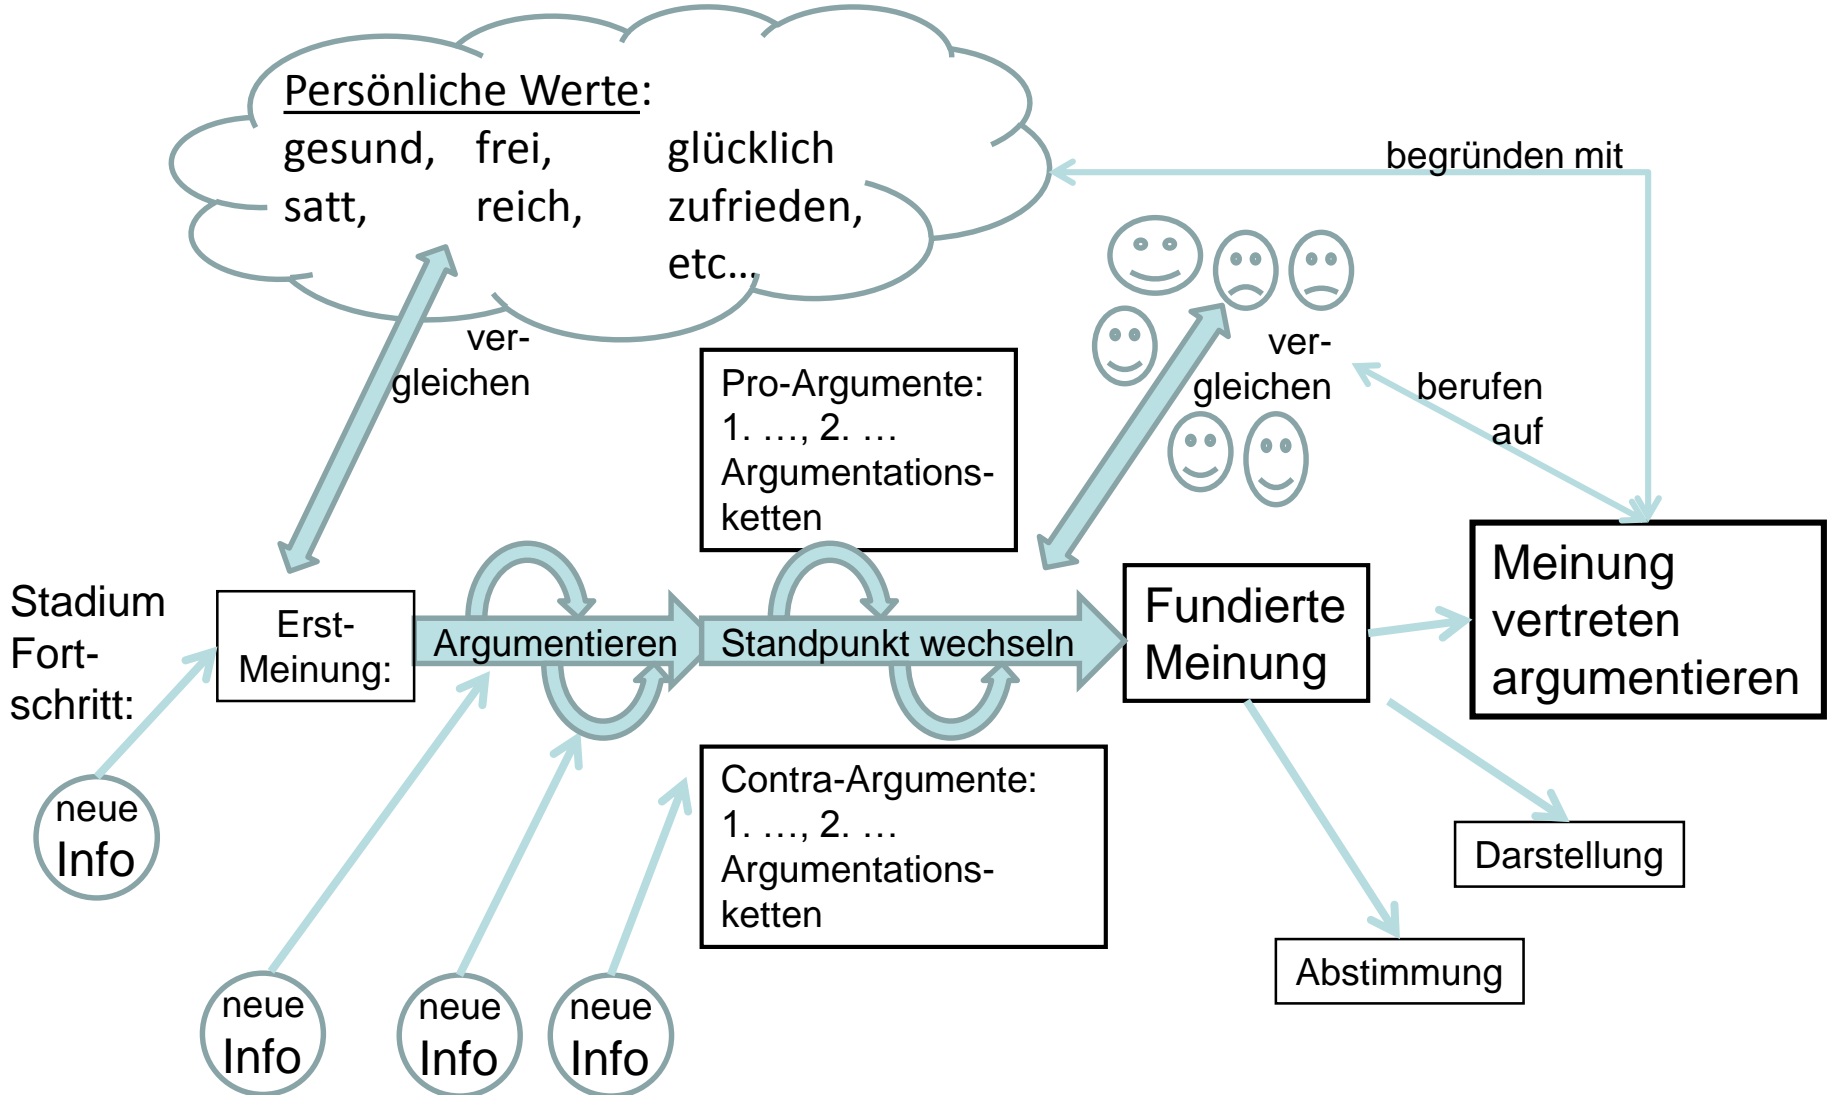 Persönliche Werte:
gesund, frei, glücklich
satt, reich, zufrieden,
etc...
begründen mit
ver-
gleichen
ver-
gleichen
berufen
auf
Pro-Argumente:
1. …, 2. …
Argumentations-
ketten
Stadium
Fort-
schritt:
Erst-
Meinung:
Argumentieren
Standpunkt wechseln
Fundierte
Meinung
Meinung
vertreten
argumentieren
Contra-Argumente:
1. …, 2. …
Argumentations-
ketten
Darstellung
Abstimmung
neue
Info
neue
Info
neue
Info
neue
Info